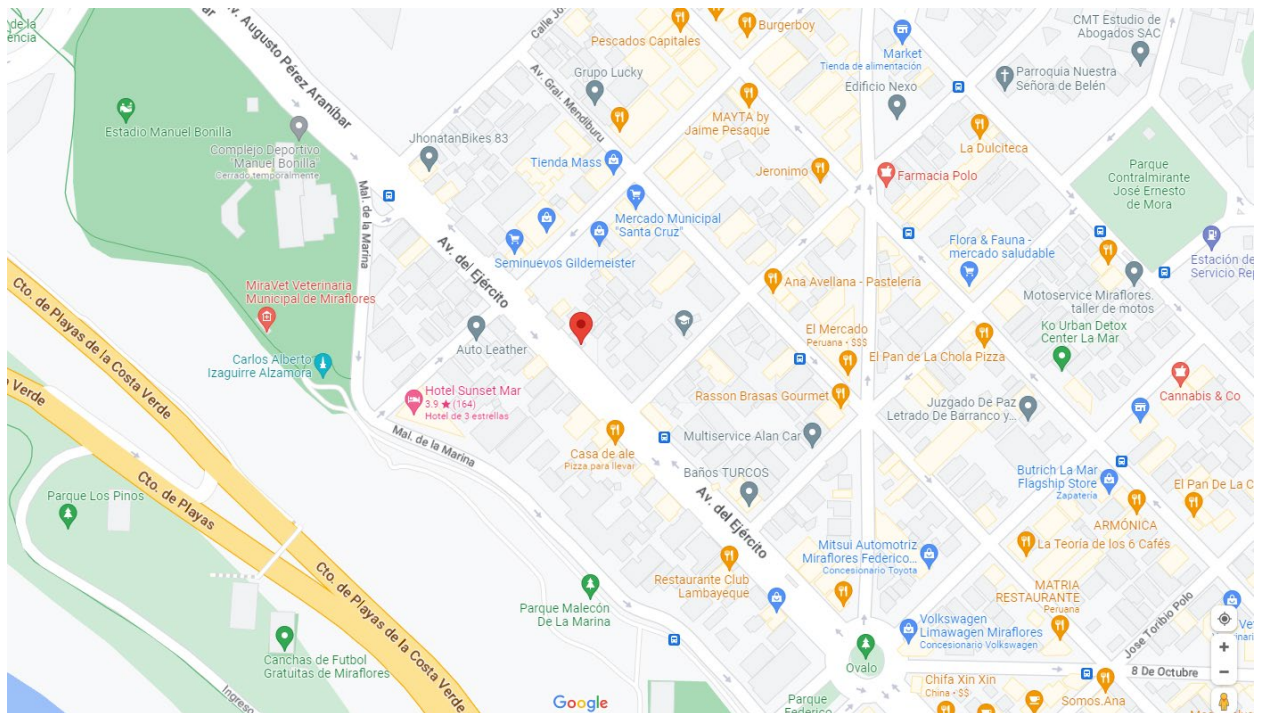 de la
encia
Av. Augusto Pérez Araníbar
Calle José
Pescados Capitales
Burgerboy
CMT Estudio de
Abogados SAC
Market
Tienda de alimentación
Grupo Lucky
Av. Gral. Mendiburu
Edificio Nexo
Parroquia Nuestra
Señora de Belén
Estadio Manuel Bonilla
Complejo Deportivo
"Manuel Bonilla"
Cerrado temporalmente
JhonatanBikes 83
MAYTA by
Jaime Pesaque
La Dulciteca
Tienda Mass
Jeronimo
Farmacia Polo
Parque
Contralmirante
José Ernesto
de Mora
Mal. de la Marina
Mercado Municipal
"Santa Cruz"
Av. del Ejército
Seminuevos Gildemeister
Flora & Fauna -
mercado saludable
Estación de
Servicio Rep
Cto. de Playas de la Costa Verde
MiraVet Veterinaria
Municipal de Miraflores
Ana Avellana - Pastelería
Motoservice Miraflores.
taller de motos
Auto Leather
El Mercado
Peruana · $$$
Ko Urban Detox
Center La Mar
Carlos Alberto
Izaguirre Alzamora
El Pan de La Chola Pizza
Verde
Hotel Sunset Mar
3.9 ★ (164)
Hotel de 3 estrellas
Rasson Brasas Gourmet
Juzgado De Paz
Letrado De Barranco y...
Cannabis & Co
Mal. de la Marina
Casa de ale
Pizza para llevar
Multiservice Alan Car
Baños TURCOS
Butrich La Mar
Flagship Store
Zapatería
El Pan De La C
Parque Los Pinos
Cto. de Playas
Av. del Ejército
ARMÓNICA
Mitsui Automotriz
Miraflores Federico...
Concesionario Toyota
La Teoría de los 6 Cafés
Cto. de Playas de la Costa Verde
Restaurante Club
Lambayeque
MATRIA
RESTAURANTE
Peruana
Parque Malecón
De La Marina
Jose Toribio Polo
Volkswagen
Limawagen Miraflores
Concesionario Volkswagen
Canchas de Futbol
Gratuitas de Miraflores
Ovalo
8 De Octubre
Ingreso
Google
Parque
Federico
Chifa Xin Xin
China · $$
Somos.Ana